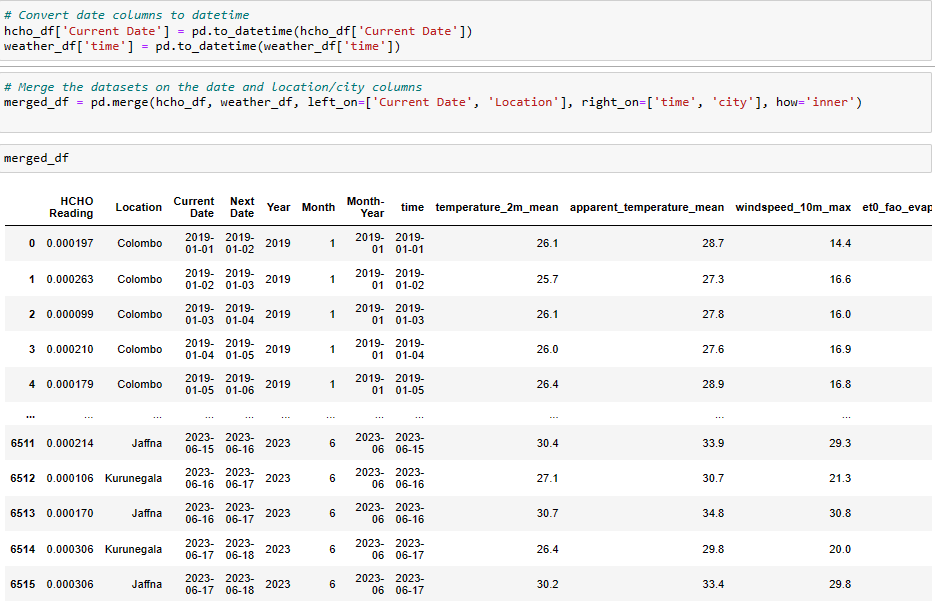 # Convert date columns to datetime
hcho_df['Current Date'] = pd.to_datetime(hcho_df['Current Date'])
weather_df['time'] = pd.to_datetime(weather_df['time'])
# Merge the datasets on the date and location/city columns
merged_df = pd.merge(hcho_df, weather_df, left_on=['Current Date', 'Location'], right_on=['time', 'city'], how='inner')
merged_df
HCHO Reading Location Current Date Next Date Year Month Month-Year time temperature_2m_mean apparent_temperature_mean windspeed_10m_max et0_fao_evap
0 0.000197 Colombo 2019-01-01 2019-01-02 2019 1 2019-01 2019-01-01 26.1 28.7 14.4
1 0.000263 Colombo 2019-01-02 2019-01-03 2019 1 2019-01 2019-01-02 25.7 27.3 16.6
2 0.000099 Colombo 2019-01-03 2019-01-04 2019 1 2019-01 2019-01-03 26.1 27.8 16.0
3 0.000210 Colombo 2019-01-04 2019-01-05 2019 1 2019-01 2019-01-04 26.0 27.6 16.9
4 0.000179 Colombo 2019-01-05 2019-01-06 2019 1 2019-01 2019-01-05 26.4 28.9 16.8
... ... ... ... ... ... ... ... ... ... ... ...
6511 0.000214 Jaffna 2023-06-15 2023-06-16 2023 6 2023-06 2023-06-15 30.4 33.9 29.3
6512 0.000106 Kurunegala 2023-06-16 2023-06-17 2023 6 2023-06 2023-06-16 27.1 30.7 21.3
6513 0.000170 Jaffna 2023-06-16 2023-06-17 2023 6 2023-06 2023-06-16 30.7 34.8 30.8
6514 0.000306 Kurunegala 2023-06-17 2023-06-18 2023 6 2023-06 2023-06-17 26.4 29.8 20.0
6515 0.000306 Jaffna 2023-06-17 2023-06-18 2023 6 2023-06 2023-06-17 30.2 33.4 29.8